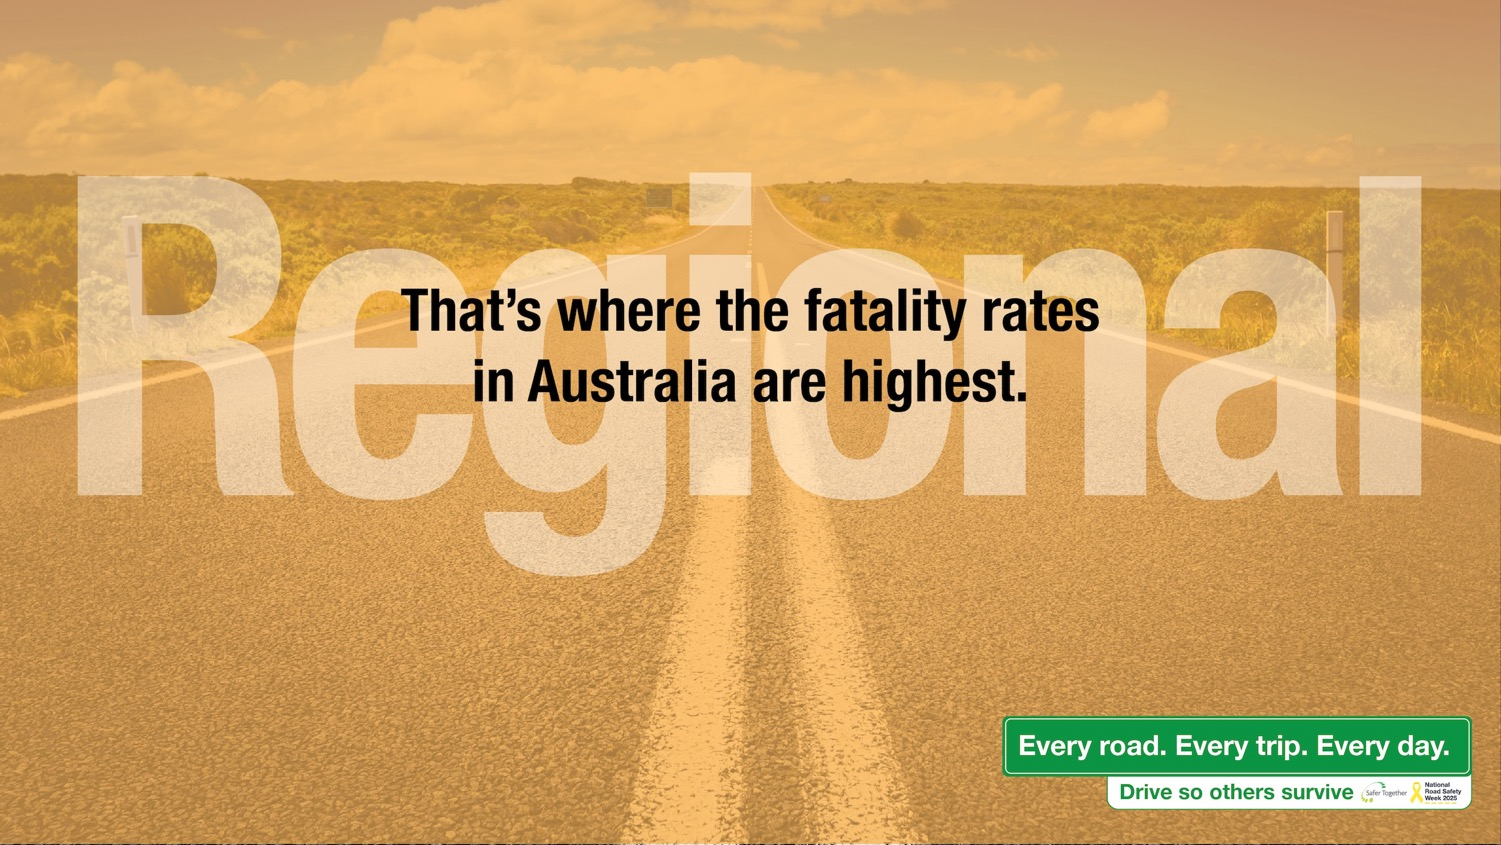 Regional
That’s where the fatality rates
in Australia are highest.
Every road. Every trip. Every day.
Drive so others survive
Safer Together
National
Road Safety
Week 2025